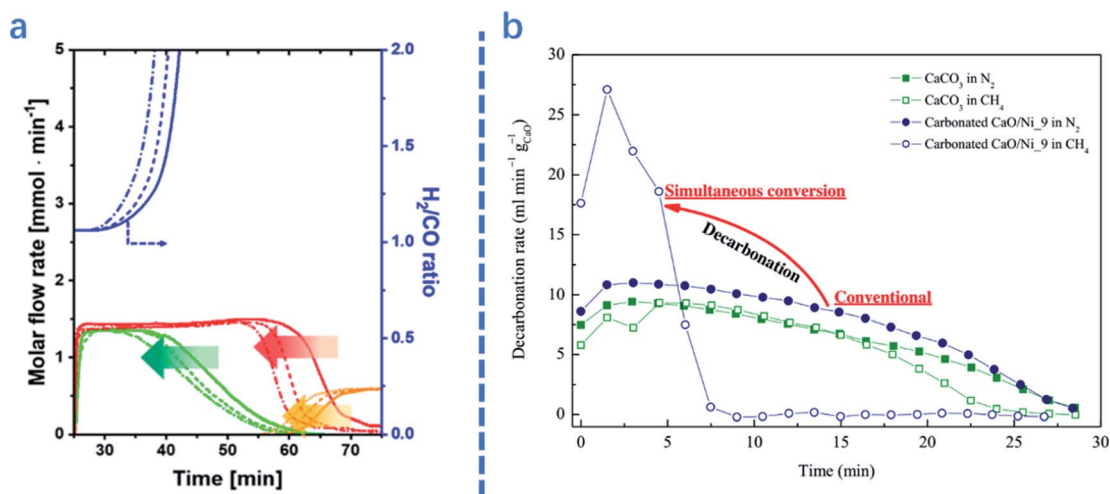 a
5
4
3
2
1
0
Molar flow rate [mmol · min⁻¹]
2.0
1.5
1.0
0.5
0.0
H₂/CO ratio
30
40
50
60
70
Time [min]
b
30
25
20
15
10
5
0
Decarbonation rate (ml min⁻¹ g⁻¹CaO)
CaCO₃ in N₂
CaCO₃ in CH₄
Carbonated CaO/Ni_9 in N₂
Carbonated CaO/Ni_9 in CH₄
Simultaneous conversion
Decarbonation
Conventional
0
5
10
15
20
25
30
Time (min)